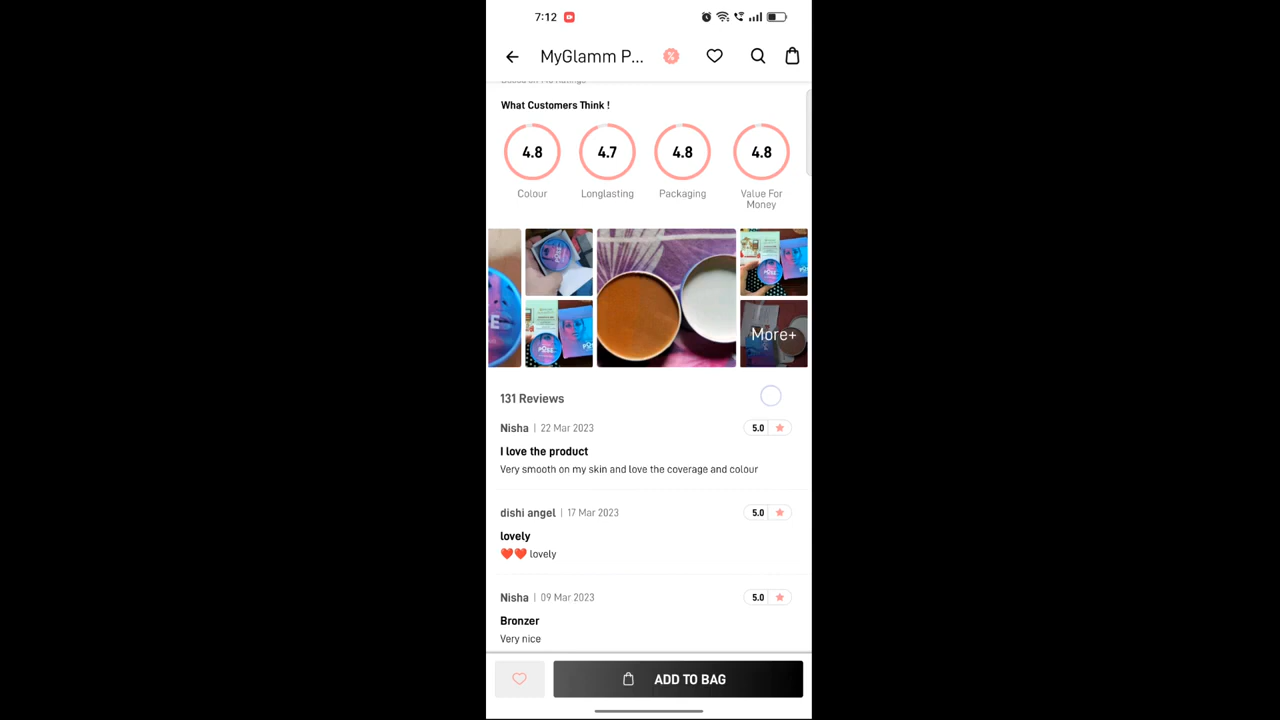 7:12
MyGlamm P...
What Customers Think !
4.8 4.7 4.8 4.8
Colour Longlasting Packaging Value For
Money
POSE
More+
131 Reviews
Nisha | 22 Mar 2023 5.0
I love the product
Very smooth on my skin and love the coverage and colour
dishi angel | 17 Mar 2023 5.0
lovely
❤️❤️ lovely
Nisha | 09 Mar 2023 5.0
Bronzer
Very nice
ADD TO BAG